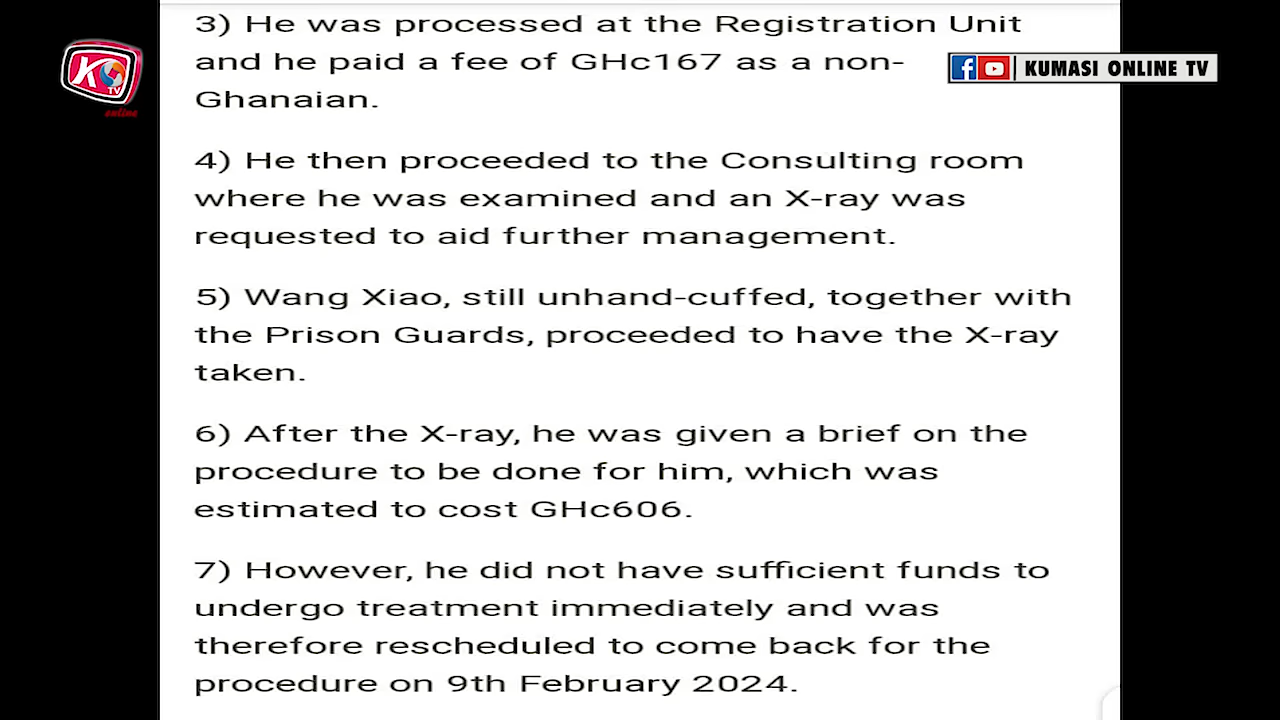 3) He was processed at the Registration Unit
and he paid a fee of GHc167 as a non-
Ghanaian.
KUMASI ONLINE TV
K
TV
online
4) He then proceeded to the Consulting room
where he was examined and an X-ray was
requested to aid further management.
5) Wang Xiao, still unhand-cuffed, together with
the Prison Guards, proceeded to have the X-ray
taken.
6) After the X-ray, he was given a brief on the
procedure to be done for him, which was
estimated to cost GHc606.
7) However, he did not have sufficient funds to
undergo treatment immediately and was
therefore rescheduled to come back for the
procedure on 9th February 2024.